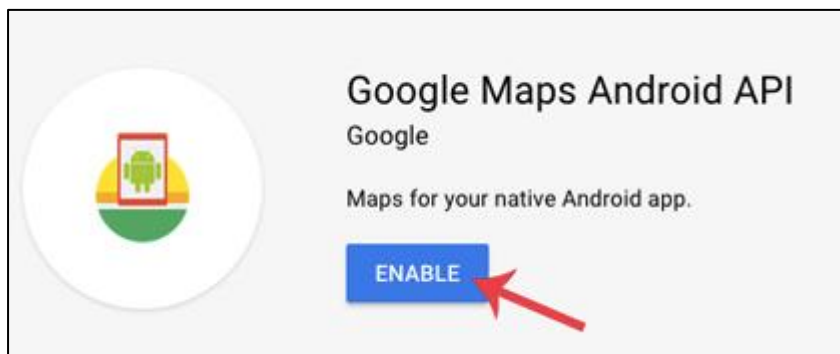 Google Maps Android API
Google
Maps for your native Android app.
ENABLE